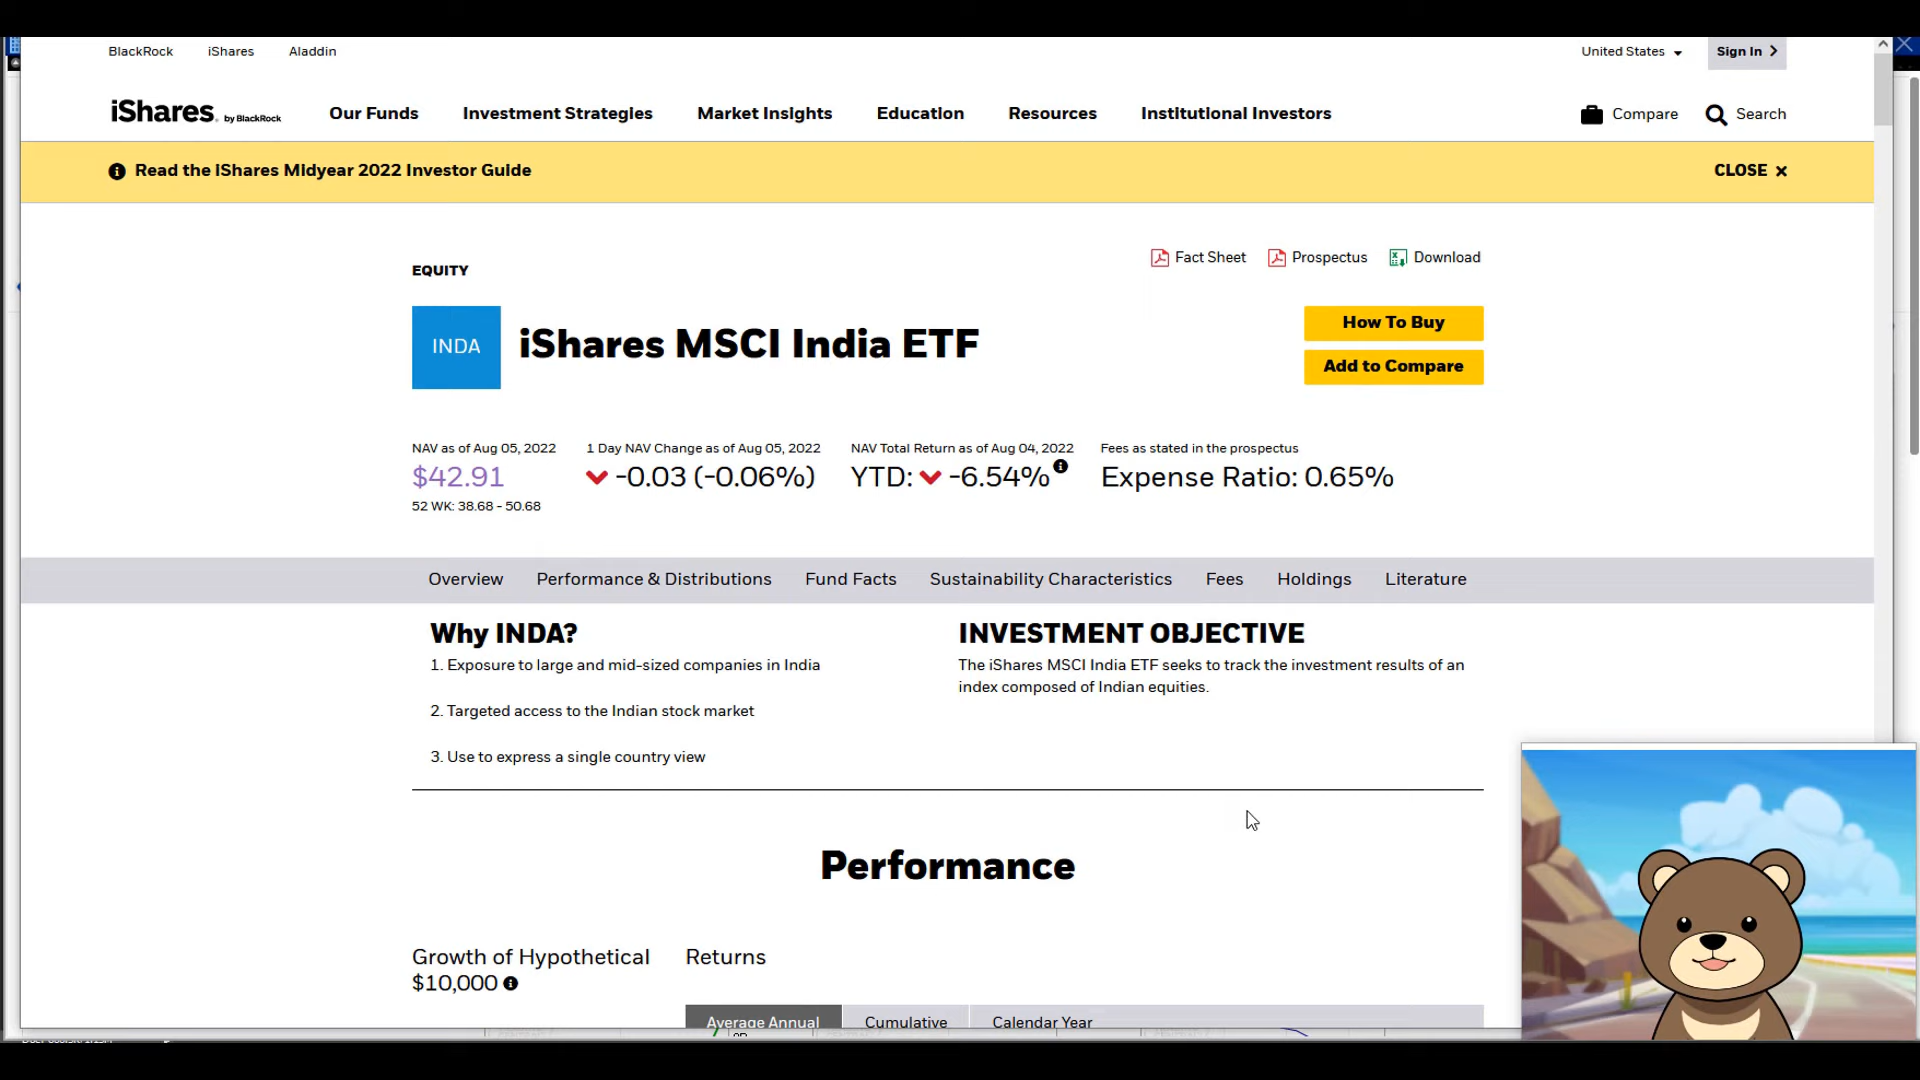 BlackRock iShares Aladdin United States Sign In
iShares. by BlackRock Our Funds Investment Strategies Market Insights Education Resources Institutional Investors Compare Search
Read the iShares Midyear 2022 Investor Guide CLOSE ×
Fact Sheet Prospectus Download
EQUITY
INDA iShares MSCI India ETF
How To Buy
Add to Compare
NAV as of Aug 05, 2022 1 Day NAV Change as of Aug 05, 2022 NAV Total Return as of Aug 04, 2022 Fees as stated in the prospectus
$42.91 -0.03 (-0.06%) YTD: -6.54% Expense Ratio: 0.65%
52 WK: 38.68 - 50.68
Overview Performance & Distributions Fund Facts Sustainability Characteristics Fees Holdings Literature
Why INDA?
1. Exposure to large and mid-sized companies in India
2. Targeted access to the Indian stock market
3. Use to express a single country view
INVESTMENT OBJECTIVE
The iShares MSCI India ETF seeks to track the investment results of an
index composed of Indian equities.
Performance
Growth of Hypothetical
$10,000
Returns
Average Annual Cumulative Calendar Year